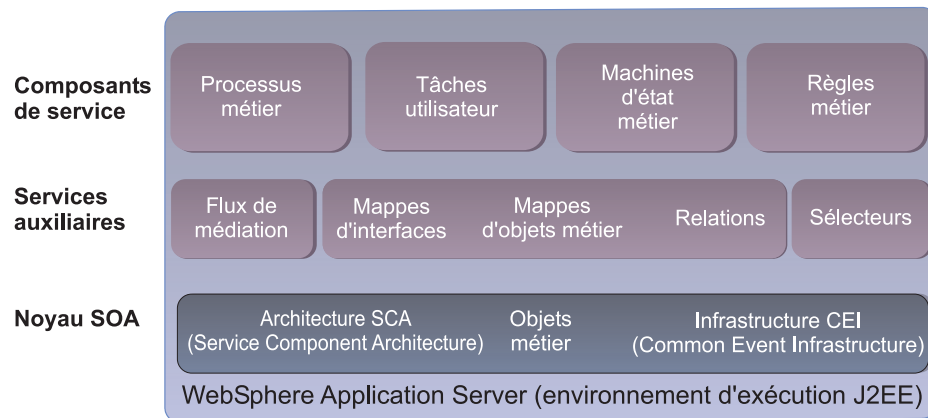 Composants
de service
Processus
métier
Tâches
utilisateur
Machines
d'état
métier
Règles
métier
Services
auxiliaires
Flux de
médiation
Mappes
d'interfaces
Mappes
d'objets métier
Relations
Sélecteurs
Noyau SOA
Architecture SCA
(Service Component Architecture)
Objets
métier
Infrastructure CEI
(Common Event Infrastructure)
WebSphere Application Server (environnement d'exécution J2EE)